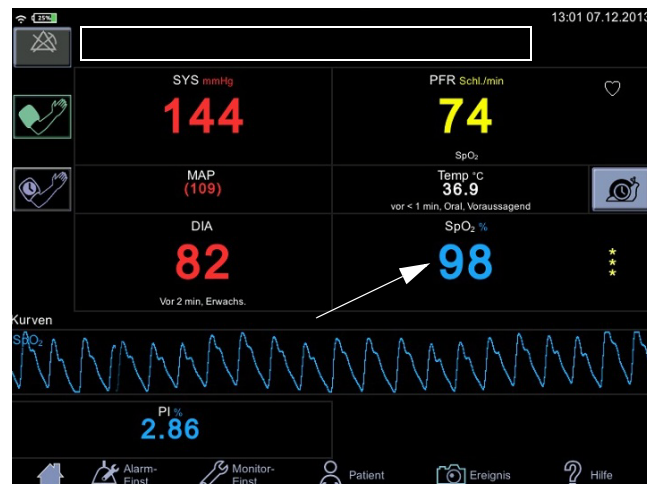 25%
13:01 07.12.2013
SYS mmHg
144
PFR Schl./min
74
SpO₂
MAP
(109)
Temp °C
36.9
vor < 1 min, Oral, Voraussagend
DIA
82
Vor 2 min, Erwachs.
SpO₂ %
98
***
Kurven
SpO₂
PI %
2.86
Alarm-
Einst.
Monitor-
Einst.
Patient
Ereignis
Hilfe